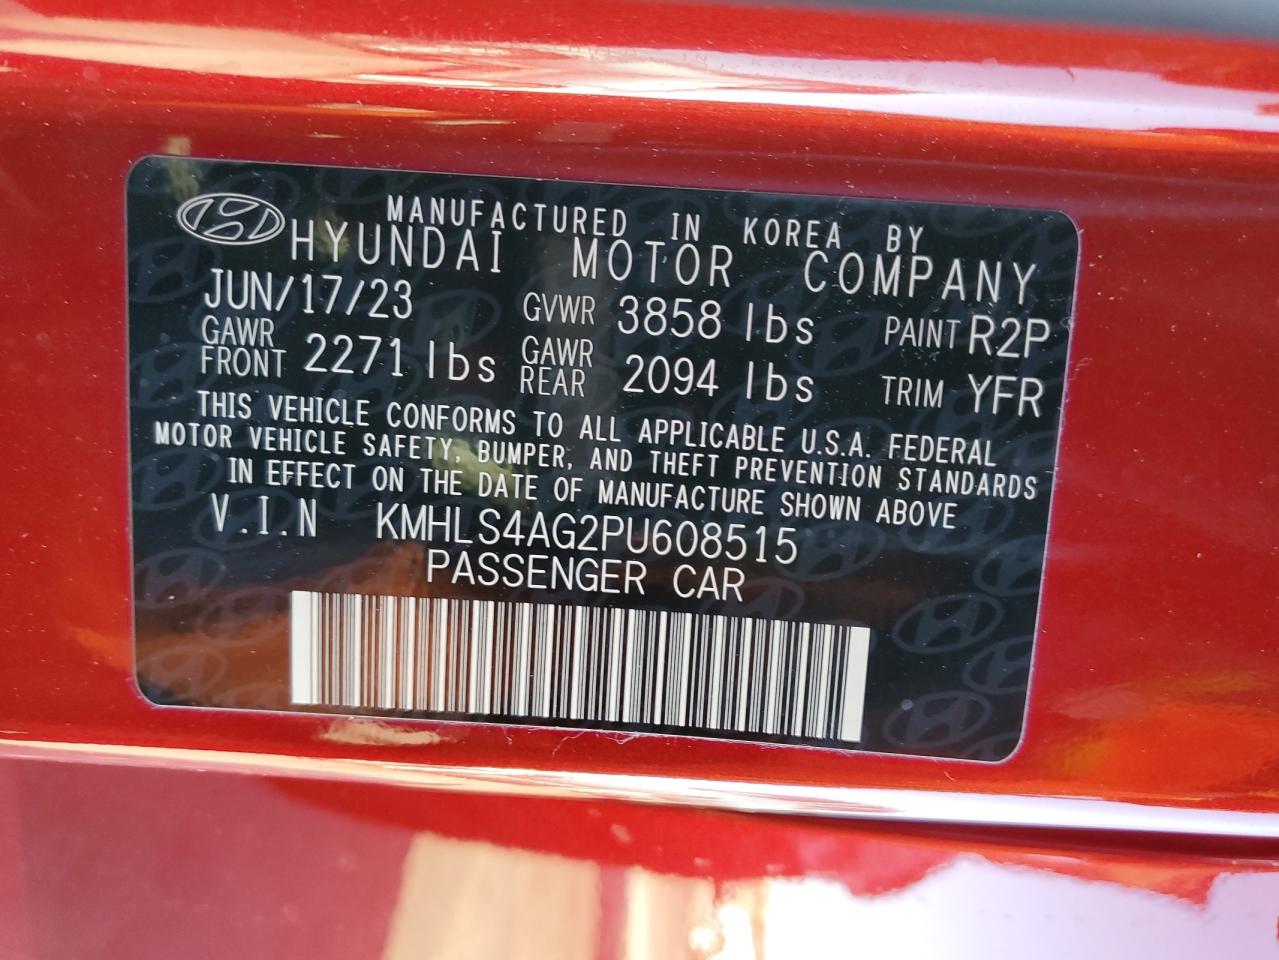 MANUFACTURED IN KOREA BY
HYUNDAI MOTOR COMPANY
JUN/17/23 GVWR 3858 lbs PAINT R2P
GAWR FRONT 2271 lbs GAWR REAR 2094 lbs TRIM YFR
THIS VEHICLE CONFORMS TO ALL APPLICABLE U.S.A. FEDERAL
MOTOR VEHICLE SAFETY, BUMPER, AND THEFT PREVENTION STANDARDS
IN EFFECT ON THE DATE OF MANUFACTURE SHOWN ABOVE
V.I.N KMHLS4AG2PU608515
PASSENGER CAR